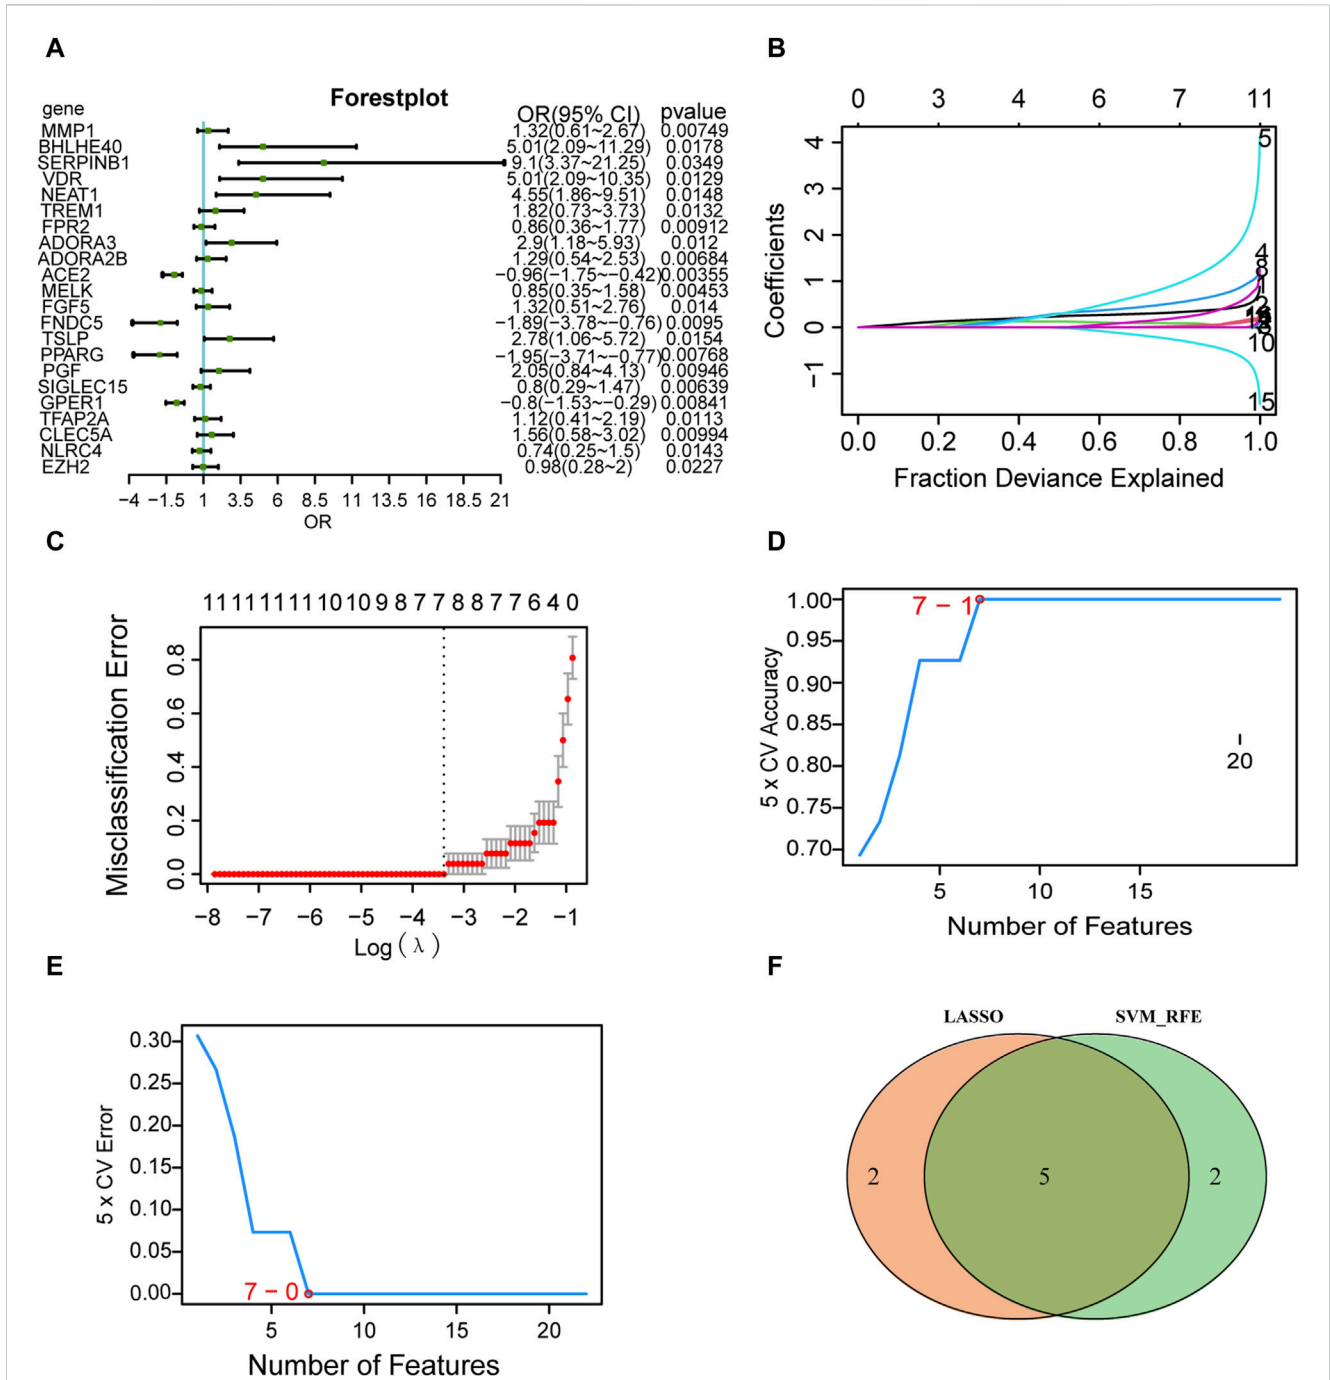 A
Forestplot
gene OR(95% CI) pvalue
MMP1 1.32(0.61~2.67) 0.00749
BHLHE40 5.01(2.09~11.29) 0.0178
SERPINB1 9.1(3.37~21.25) 0.0349
VDR 5.01(2.09~10.35) 0.0129
NEAT1 4.55(1.86~9.51) 0.0148
TREM1 1.82(0.73~3.73) 0.0132
FPR2 0.86(0.36~1.77) 0.00912
ADORA3 2.9(1.18~5.93) 0.012
ADORA2B 1.29(0.54~2.53) 0.00684
ACE2 −0.96(−1.75~−0.42) 0.00355
MELK 0.85(0.35~1.58) 0.00453
FGF5 1.32(0.51~2.76) 0.014
FNDC5 −1.89(−3.78~−0.76) 0.0095
TSLP 2.78(1.06~5.72) 0.0154
PPARG −1.95(−3.71~−0.77) 0.00768
PGF 2.05(0.84~4.13) 0.00946
SIGLEC15 0.8(0.29~1.47) 0.00639
GPER1 −0.8(−1.53~−0.29) 0.00841
TFAP2A 1.12(0.41~2.19) 0.0113
CLEC5A 1.56(0.58~3.02) 0.00994
NLRC4 0.74(0.25~1.5) 0.0143
EZH2 0.98(0.28~2) 0.0227
−4 −1.5 1 3.5 6 8.5 11 13.5 16 18.5 21
OR
B
0 3 4 6 7 11
Coefficients
4
3
2
1
0
−1
5
4
8
1
2
10
15
0.0 0.2 0.4 0.6 0.8 1.0
Fraction Deviance Explained
C
11 11 11 11 10 10 9 8 7 7 8 8 7 7 6 4 0
Misclassification Error
0.8
0.6
0.4
0.2
0.0
−8 −7 −6 −5 −4 −3 −2 −1
Log(λ)
D
5 x CV Accuracy
1.00
0.95
0.90
0.85
0.80
0.75
0.70
7 − 1
20
5 10 15
Number of Features
E
5 x CV Error
0.30
0.25
0.20
0.15
0.10
0.05
0.00
7 − 0
5 10 15 20
Number of Features
F
LASSO SVM_RFE
2 5 2